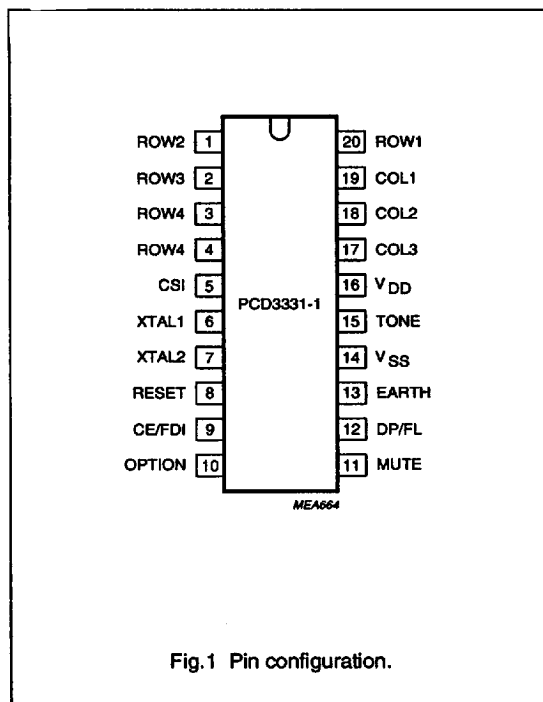 ROW2 1 20 ROW1
ROW3 2 19 COL1
ROW4 3 18 COL2
ROW4 4 17 COL3
CSI 5 16 VDD
PCD3331-1
XTAL1 6 15 TONE
XTAL2 7 14 VSS
RESET 8 13 EARTH
CE/FDI 9 12 DP/FL
OPTION 10 11 MUTE
MEA664
Fig.1 Pin configuration.